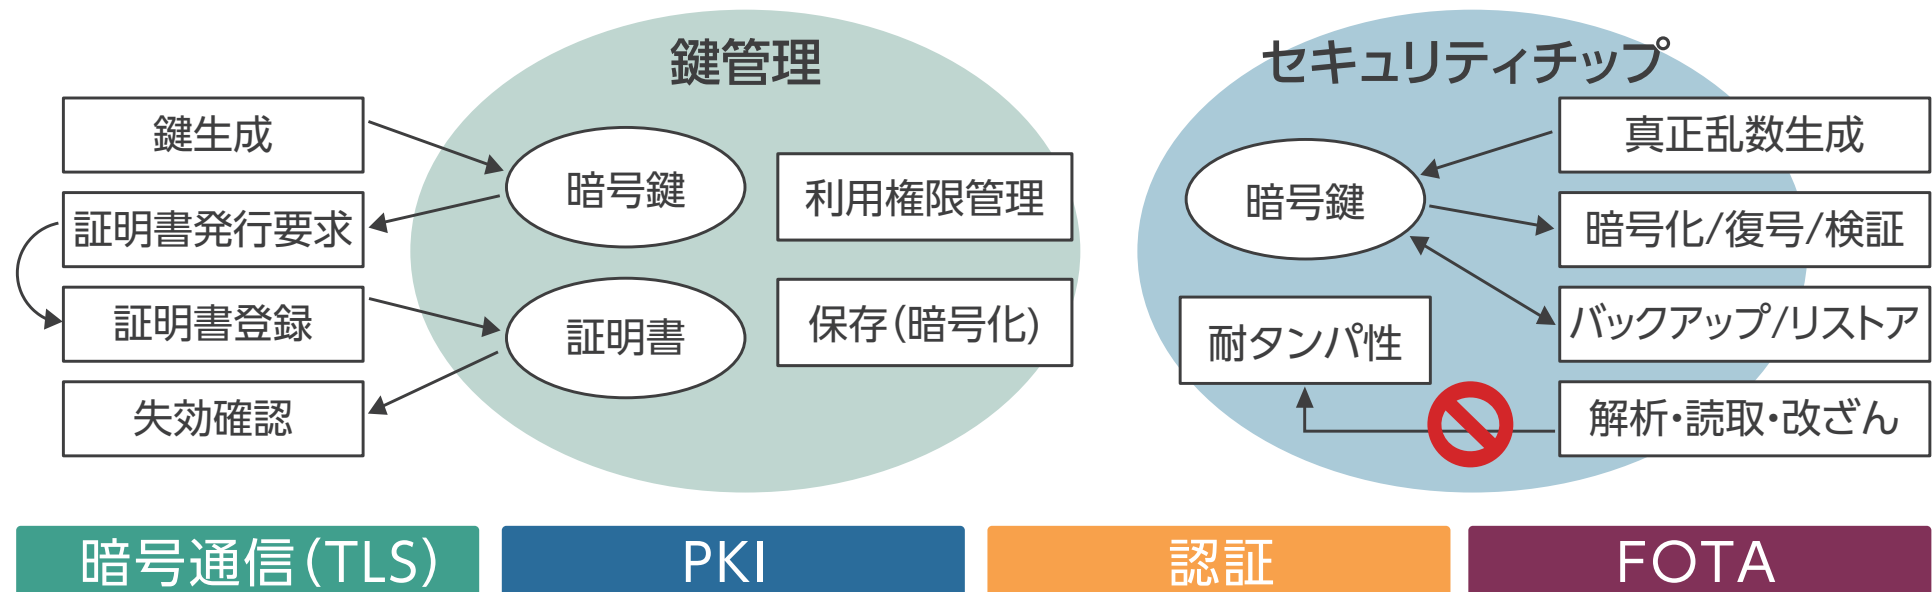 鍵管理
鍵生成
証明書発行要求
証明書登録
失効確認
暗号鍵
証明書
利用権限管理
保存(暗号化)
セキュリティチップ
暗号鍵
耐タンパ性
真正乱数生成
暗号化/復号/検証
バックアップ/リストア
解析・読取・改ざん
暗号通信(TLS)
PKI
認証
FOTA